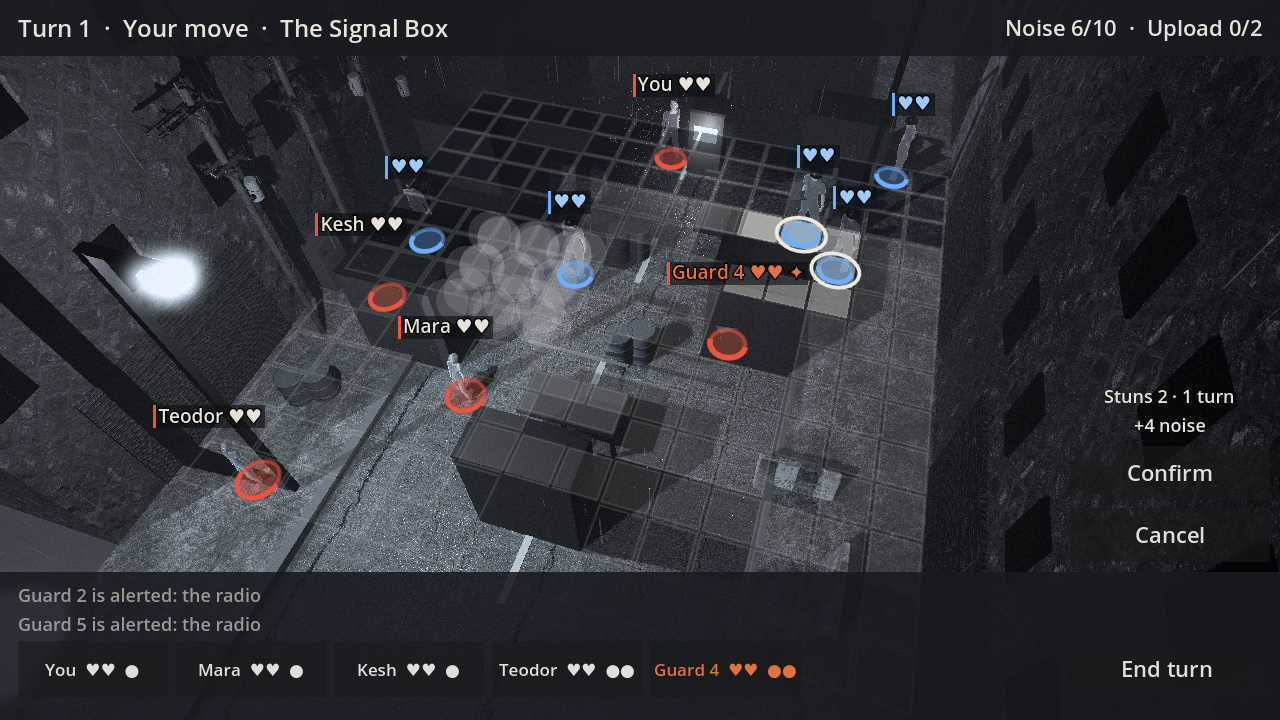 Turn 1 · Your move · The Signal Box
Noise 6/10 · Upload 0/2
You ♥♥
♥♥
♥♥
♥♥
♥♥
♥♥
Kesh ♥♥
Guard 4 ♥♥ ✦
Mara ♥♥
Teodor ♥♥
Stuns 2 · 1 turn
+4 noise
Confirm
Cancel
Guard 2 is alerted: the radio
Guard 5 is alerted: the radio
You ♥♥ ●
Mara ♥♥ ●
Kesh ♥♥ ●
Teodor ♥♥ ●●
Guard 4 ♥♥ ●●
End turn